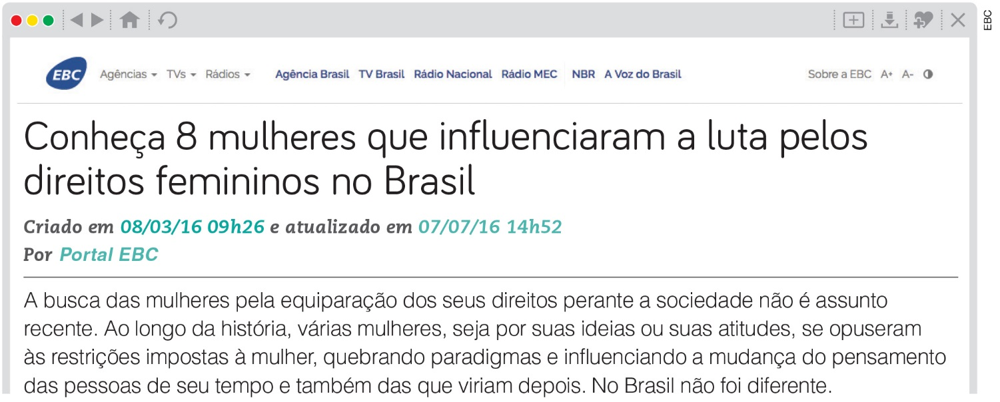 EBC
EBC Agências TVs Rádios Agência Brasil TV Brasil Rádio Nacional Rádio MEC NBR A Voz do Brasil Sobre a EBC A+ A-
Conheça 8 mulheres que influenciaram a luta pelos
direitos femininos no Brasil
Criado em 08/03/16 09h26 e atualizado em 07/07/16 14h52
Por Portal EBC
A busca das mulheres pela equiparação dos seus direitos perante a sociedade não é assunto
recente. Ao longo da história, várias mulheres, seja por suas ideias ou suas atitudes, se opuseram
às restrições impostas à mulher, quebrando paradigmas e influenciando a mudança do pensamento
das pessoas de seu tempo e também das que viriam depois. No Brasil não foi diferente.